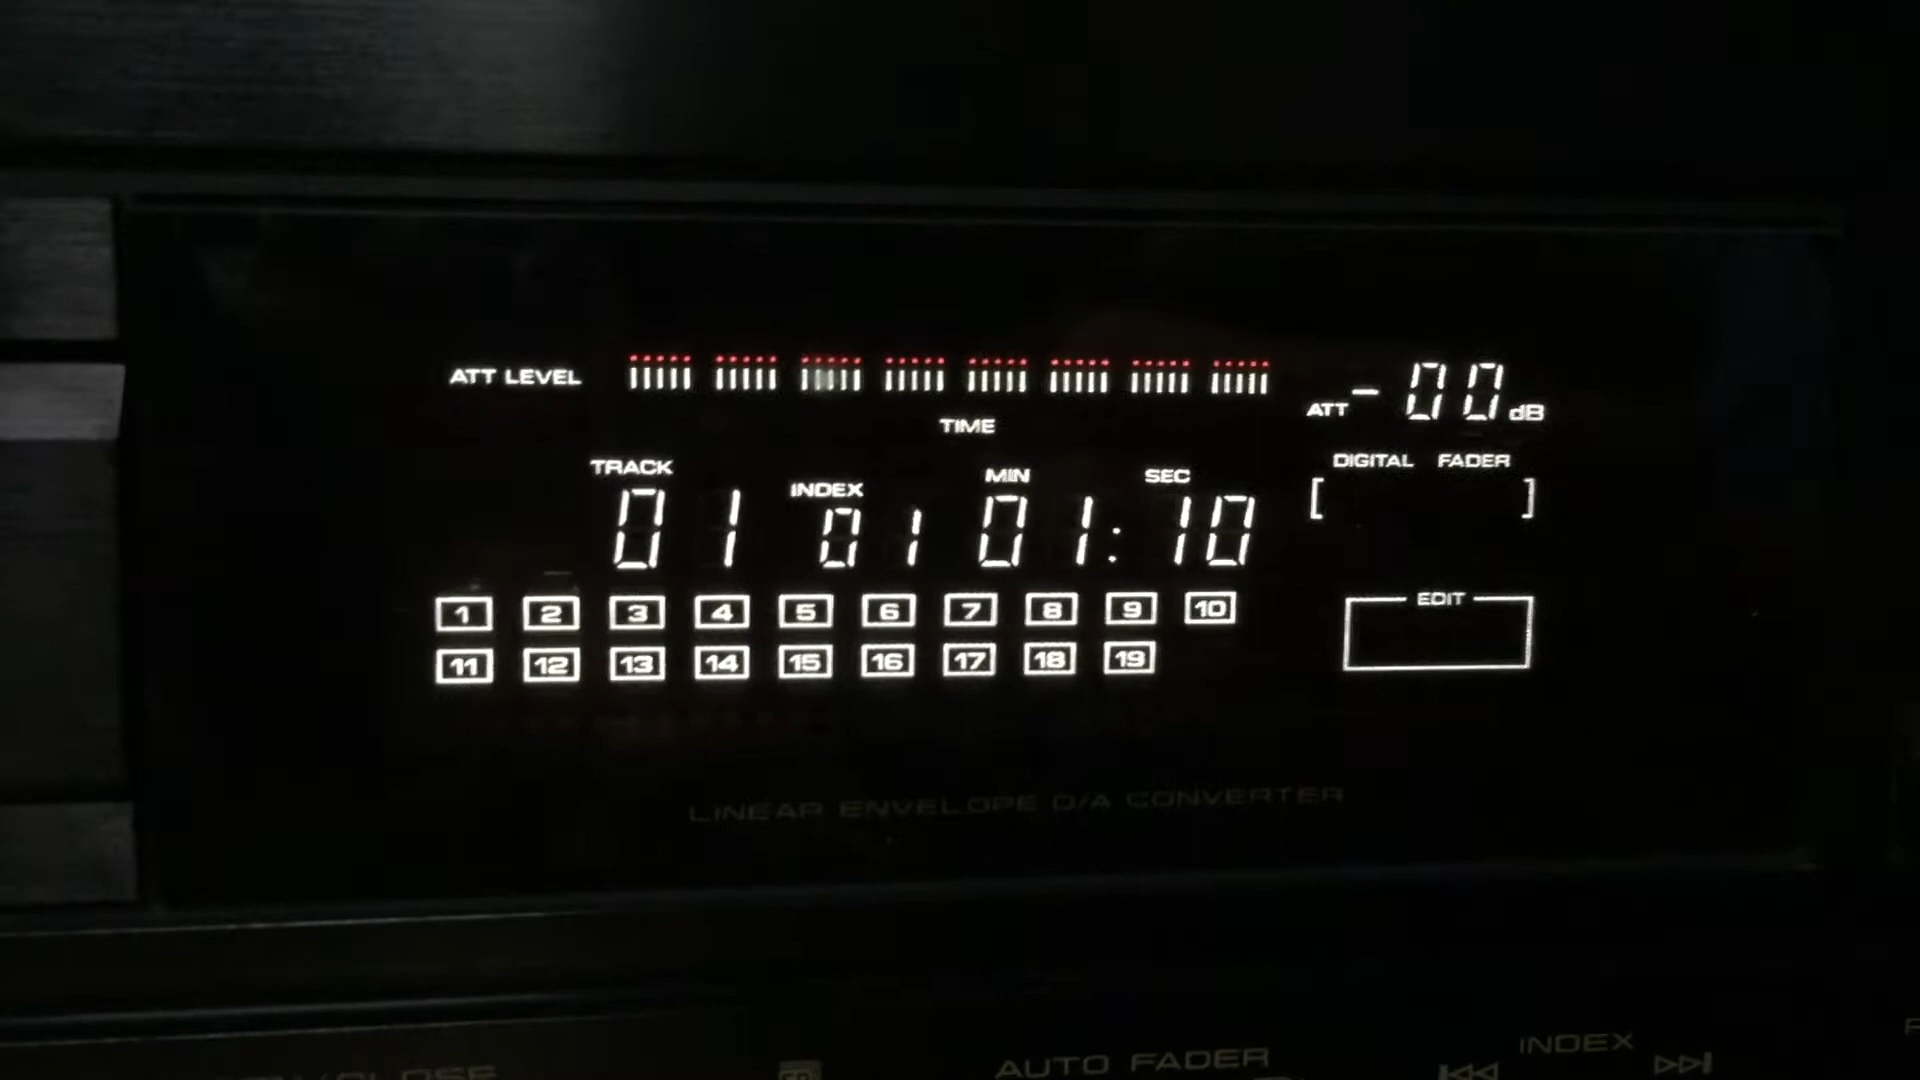 ATT LEVEL
ATT -00 dB
TIME
TRACK INDEX MIN SEC
DIGITAL FADER
01 01 01:10 [ ]
1 2 3 4 5 6 7 8 9 10
EDIT
11 12 13 14 15 16 17 18 19
LINEAR ENVELOPE D/A CONVERTER
INDEX
AUTO FADER